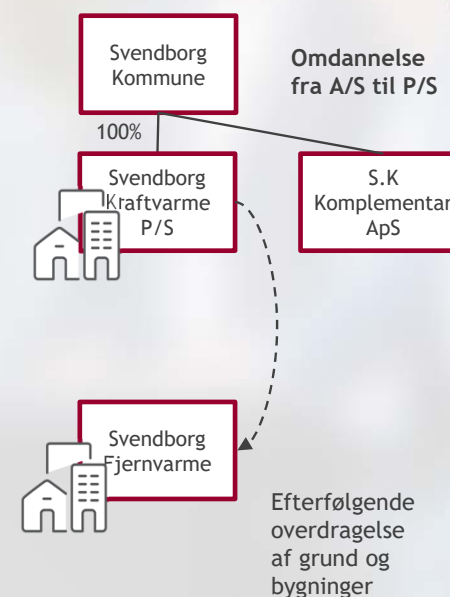 Svendborg
Kommune
Omdannelse
fra A/S til P/S
100%
Svendborg
Kraftvarme
P/S
S.K
Komplementar
ApS
Svendborg
Fjernvarme
Efterfølgende
overdragelse
af grund og
bygninger